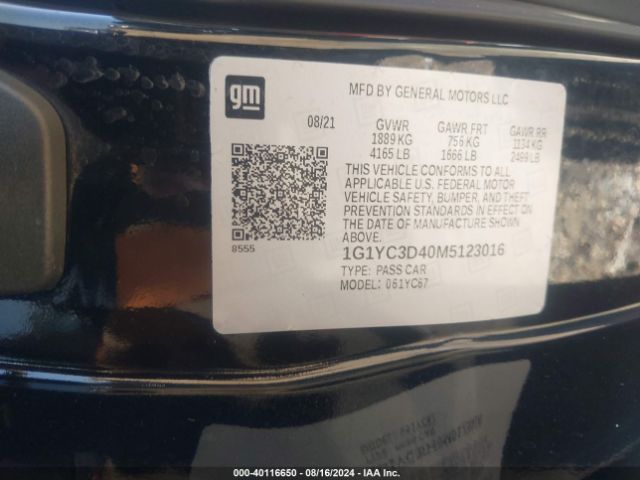 gm
MFD BY GENERAL MOTORS LLC
08/21
GVWR GAWR FRT GAWR RR
1889 KG 756 KG 1134 KG
4165 LB 1666 LB 2499 LB
THIS VEHICLE CONFORMS TO ALL
APPLICABLE U.S. FEDERAL MOTOR
VEHICLE SAFETY, BUMPER, AND THEFT
PREVENTION STANDARDS IN EFFECT ON
THE DATE OF MANUFACTURE SHOWN
ABOVE.
8555
1G1YC3D40M5123016
TYPE: PASS CAR
MODEL: 061YC67
000-40116650 - 08/16/2024 - IAA Inc.